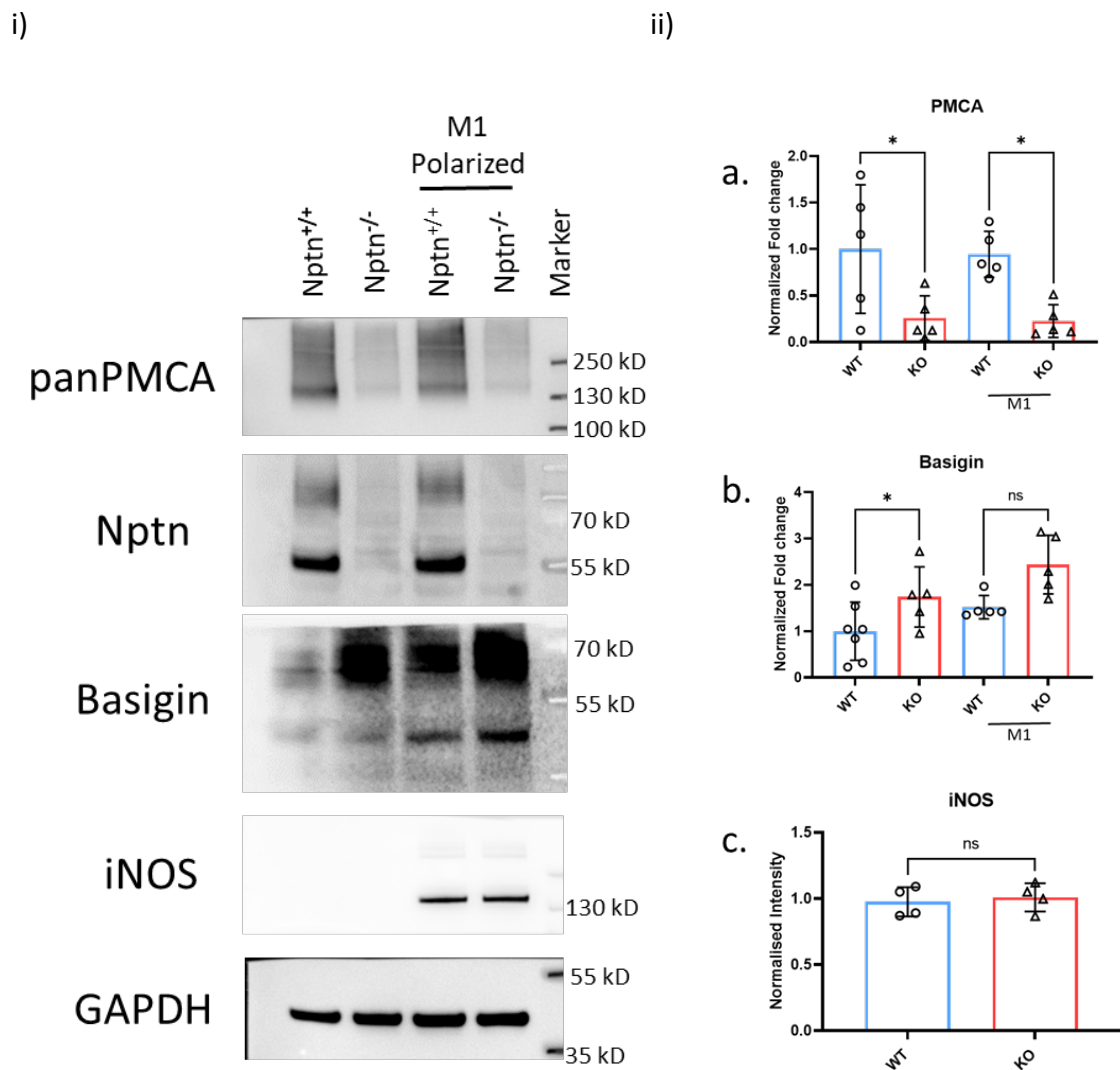 i)
M1
Polarized
Nptn+/+
Nptn-/-
Nptn+/+
Nptn-/-
Marker
panPMCA
250 kD
130 kD
100 kD
Nptn
70 kD
55 kD
Basigin
70 kD
55 kD
iNOS
130 kD
GAPDH
55 kD
35 kD
ii)
a.
PMCA
Normalized Fold change
2.0
1.5
1.0
0.5
0.0
*
*
WT
KO
WT
KO
M1
b.
Basigin
Normalized Fold change
4
3
2
1
0
*
ns
WT
KO
WT
KO
M1
c.
iNOS
Normalised Intensity
1.5
1.0
0.5
0.0
ns
WT
KO